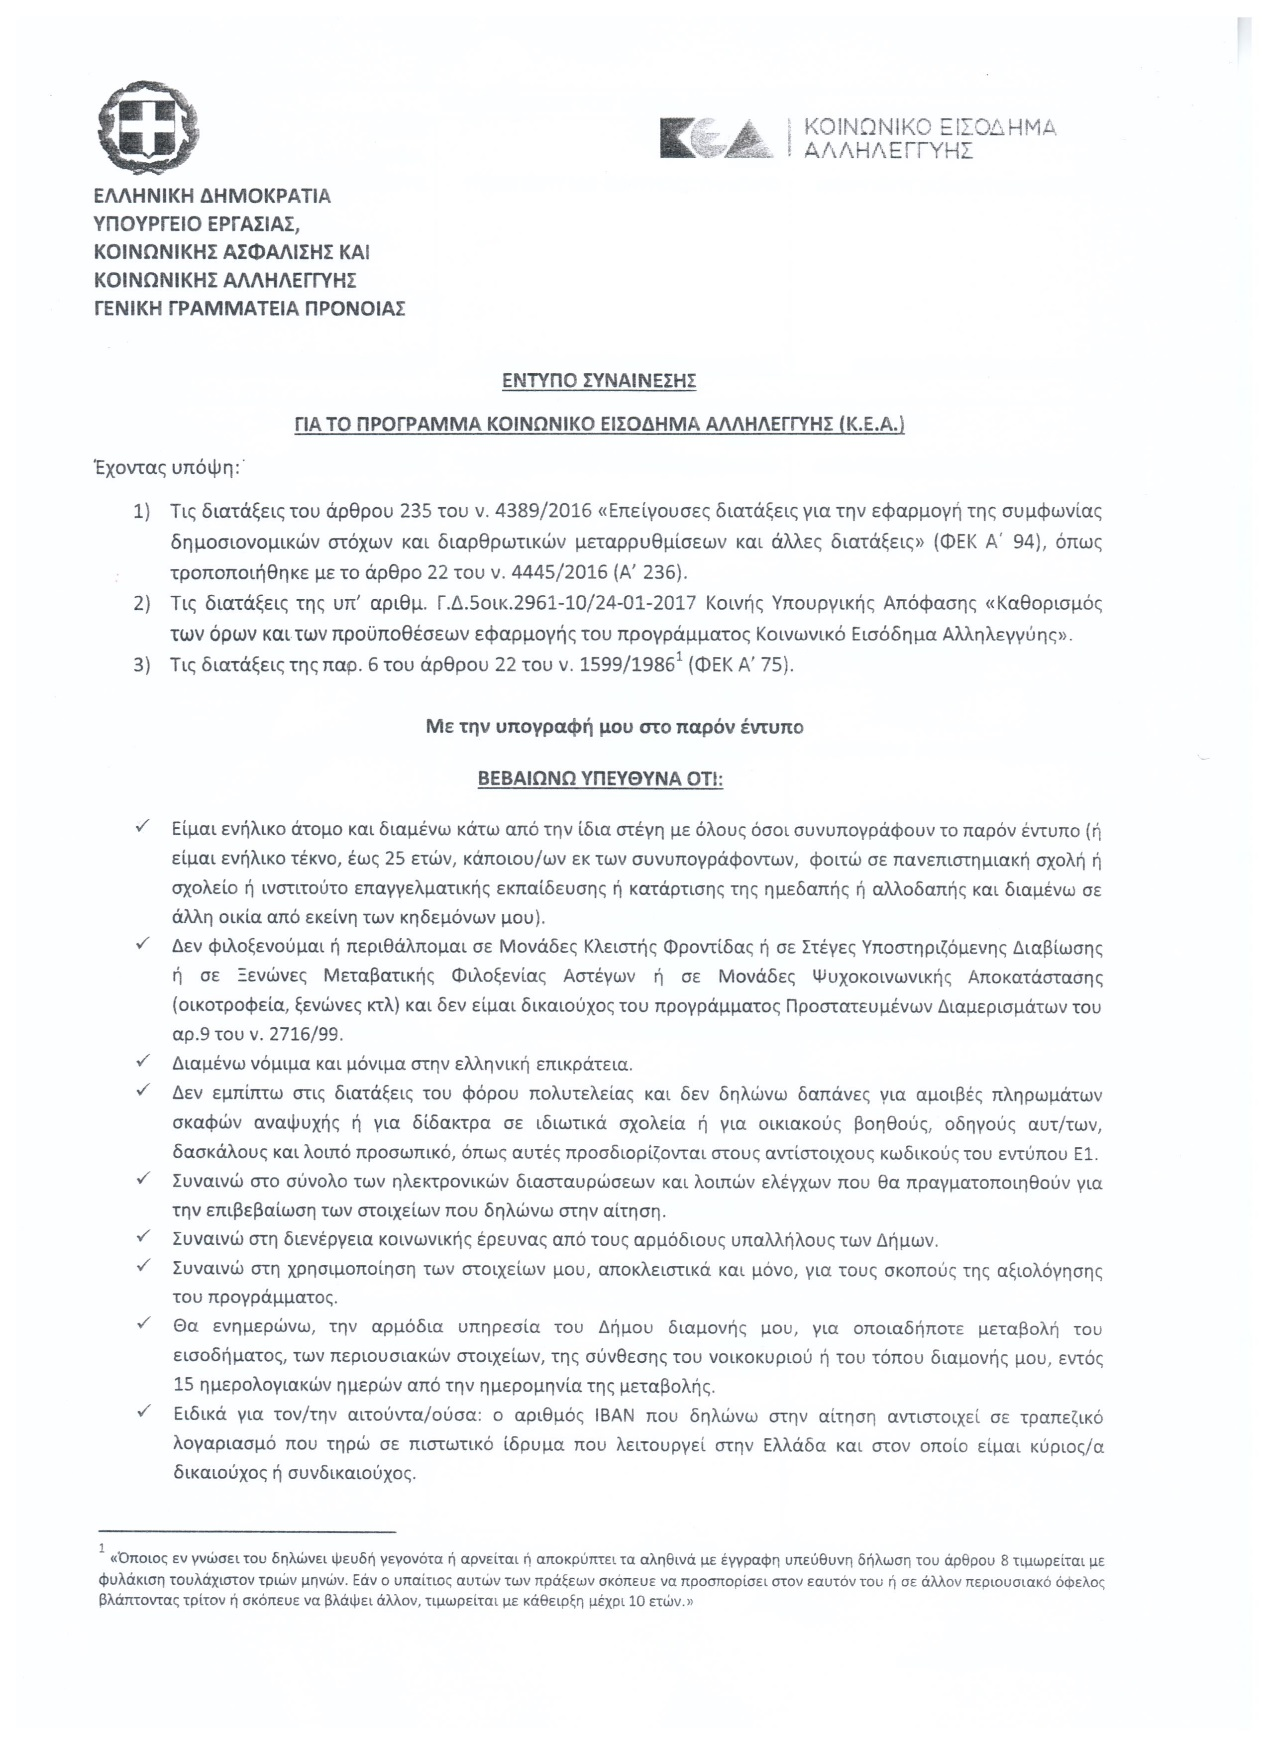 ΚΕΑ
ΚΟΙΝΩΝΙΚΟ ΕΙΣΟΔΗΜΑ
ΑΛΛΗΛΕΓΓΥΗΣ
ΕΛΛΗΝΙΚΗ ΔΗΜΟΚΡΑΤΙΑ
ΥΠΟΥΡΓΕΙΟ ΕΡΓΑΣΙΑΣ,
ΚΟΙΝΩΝΙΚΗΣ ΑΣΦΑΛΙΣΗΣ ΚΑΙ
ΚΟΙΝΩΝΙΚΗΣ ΑΛΛΗΛΕΓΓΥΗΣ
ΓΕΝΙΚΗ ΓΡΑΜΜΑΤΕΙΑ ΠΡΟΝΟΙΑΣ
ΕΝΤΥΠΟ ΣΥΝΑΙΝΕΣΗΣ
ΓΙΑ ΤΟ ΠΡΟΓΡΑΜΜΑ ΚΟΙΝΩΝΙΚΟ ΕΙΣΟΔΗΜΑ ΑΛΛΗΛΕΓΓΥΗΣ (Κ.Ε.Α.)
Έχοντας υπόψη:
1) Τις διατάξεις του άρθρου 235 του ν. 4389/2016 «Επείγουσες διατάξεις για την εφαρμογή της συμφωνίας
δημοσιονομικών στόχων και διαρθρωτικών μεταρρυθμίσεων και άλλες διατάξεις» (ΦΕΚ Α΄ 94), όπως
τροποποιήθηκε με το άρθρο 22 του ν. 4445/2016 (Α’ 236).
2) Τις διατάξεις της υπ’ αριθμ. Γ.Δ.5οικ.2961-10/24-01-2017 Κοινής Υπουργικής Απόφασης «Καθορισμός
των όρων και των προϋποθέσεων εφαρμογής του προγράμματος Κοινωνικό Εισόδημα Αλληλεγγύης».
3) Τις διατάξεις της παρ. 6 του άρθρου 22 του ν. 1599/1986¹ (ΦΕΚ Α’ 75).
Με την υπογραφή μου στο παρόν έντυπο
ΒΕΒΑΙΩΝΩ ΥΠΕΥΘΥΝΑ ΟΤΙ:
✓ Είμαι ενήλικο άτομο και διαμένω κάτω από την ίδια στέγη με όλους όσοι συνυπογράφουν το παρόν έντυπο (ή
είμαι ενήλικο τέκνο, έως 25 ετών, κάποιου/ων εκ των συνυπογράφοντων, φοιτώ σε πανεπιστημιακή σχολή ή
σχολείο ή ινστιτούτο επαγγελματικής εκπαίδευσης ή κατάρτισης της ημεδαπής ή αλλοδαπής και διαμένω σε
άλλη οικία από εκείνη των κηδεμόνων μου).
✓ Δεν φιλοξενούμαι ή περιθάλπομαι σε Μονάδες Κλειστής Φροντίδας ή σε Στέγες Υποστηριζόμενης Διαβίωσης
ή σε Ξενώνες Μεταβατικής Φιλοξενίας Αστέγων ή σε Μονάδες Ψυχοκοινωνικής Αποκατάστασης
(οικοτροφεία, ξενώνες κτλ) και δεν είμαι δικαιούχος του προγράμματος Προστατευμένων Διαμερισμάτων του
αρ.9 του ν. 2716/99.
✓ Διαμένω νόμιμα και μόνιμα στην ελληνική επικράτεια.
✓ Δεν εμπίπτω στις διατάξεις του φόρου πολυτελείας και δεν δηλώνω δαπάνες για αμοιβές πληρωμάτων
σκαφών αναψυχής ή για δίδακτρα σε ιδιωτικά σχολεία ή για οικιακούς βοηθούς, οδηγούς αυτ/των,
δασκάλους και λοιπό προσωπικό, όπως αυτές προσδιορίζονται στους αντίστοιχους κωδικούς του εντύπου Ε1.
✓ Συναινώ στο σύνολο των ηλεκτρονικών διασταυρώσεων και λοιπών ελέγχων που θα πραγματοποιηθούν για
την επιβεβαίωση των στοιχείων που δηλώνω στην αίτηση.
✓ Συναινώ στη διενέργεια κοινωνικής έρευνας από τους αρμόδιους υπαλλήλους των Δήμων.
✓ Συναινώ στη χρησιμοποίηση των στοιχείων μου, αποκλειστικά και μόνο, για τους σκοπούς της αξιολόγησης
του προγράμματος.
✓ Θα ενημερώνω, την αρμόδια υπηρεσία του Δήμου διαμονής μου, για οποιαδήποτε μεταβολή του
εισοδήματος, των περιουσιακών στοιχείων, της σύνθεσης του νοικοκυριού ή του τόπου διαμονής μου, εντός
15 ημερολογιακών ημερών από την ημερομηνία της μεταβολής.
✓ Ειδικά για τον/την αιτούντα/ούσα: ο αριθμός ΙΒΑΝ που δηλώνω στην αίτηση αντιστοιχεί σε τραπεζικό
λογαριασμό που τηρώ σε πιστωτικό ίδρυμα που λειτουργεί στην Ελλάδα και στον οποίο είμαι κύριος/α
δικαιούχος ή συνδικαιούχος.
¹ «Όποιος εν γνώσει του δηλώνει ψευδή γεγονότα ή αρνείται ή αποκρύπτει τα αληθινά με έγγραφη υπεύθυνη δήλωση του άρθρου 8 τιμωρείται με
φυλάκιση τουλάχιστον τριών μηνών. Εάν ο υπαίτιος αυτών των πράξεων σκόπευε να προσπορίσει στον εαυτόν του ή σε άλλον περιουσιακό όφελος
βλάπτοντας τρίτον ή σκόπευε να βλάψει άλλον, τιμωρείται με κάθειρξη μέχρι 10 ετών.»